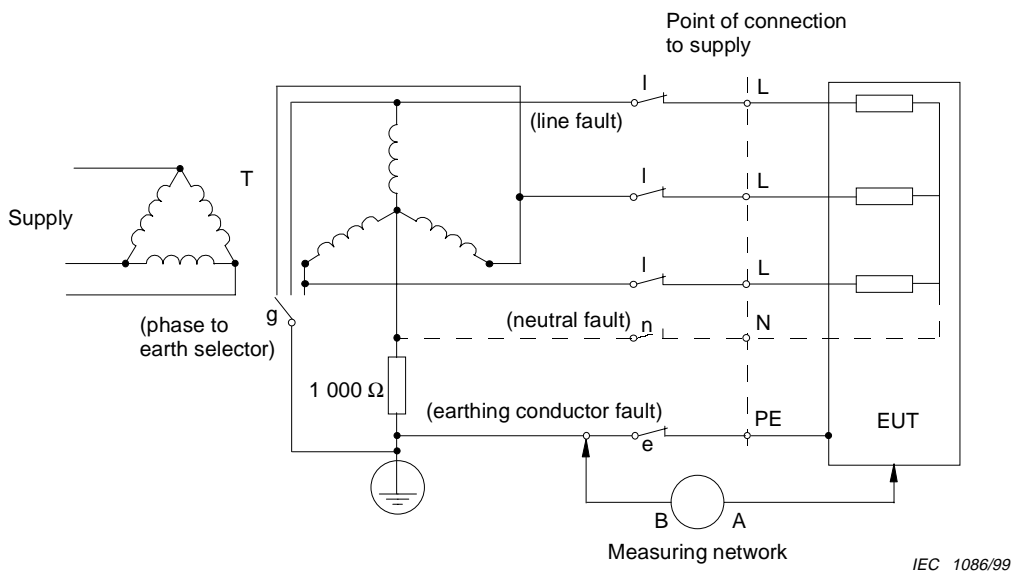 Point of connection
to supply
l
L
(line fault)
T
l
L
Supply
l
L
g
(phase to
earth selector)
(neutral fault)
n
N
1 000 Ω
(earthing conductor fault)
e
PE
EUT
B
A
Measuring network
IEC 1086/99